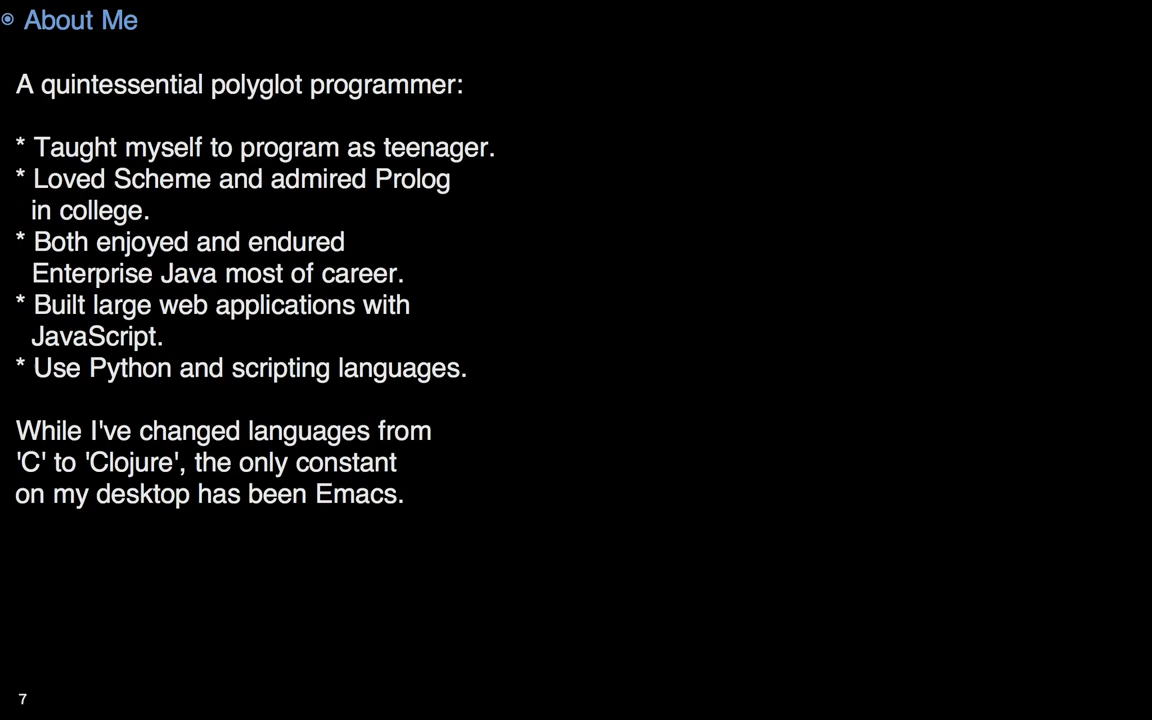 About Me
A quintessential polyglot programmer:
* Taught myself to program as teenager.
* Loved Scheme and admired Prolog
in college.
* Both enjoyed and endured
Enterprise Java most of career.
* Built large web applications with
JavaScript.
* Use Python and scripting languages.
While I've changed languages from
'C' to 'Clojure', the only constant
on my desktop has been Emacs.
7